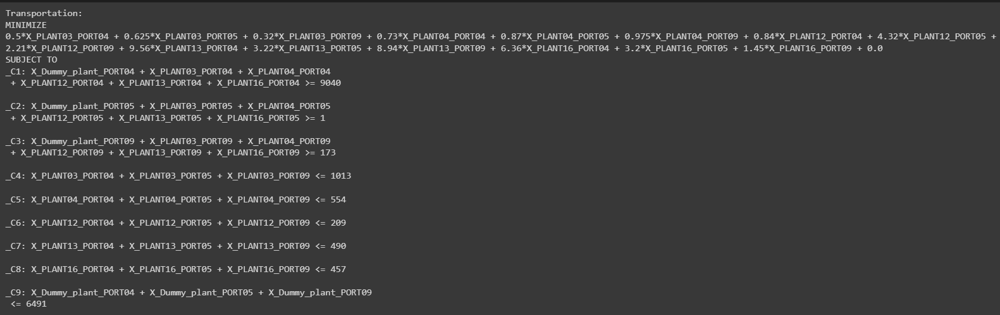 Transportation:
MINIMIZE
0.5*X_PLANT03_PORT04 + 0.625*X_PLANT03_PORT05 + 0.32*X_PLANT03_PORT09 + 0.73*X_PLANT04_PORT04 + 0.87*X_PLANT04_PORT05 + 0.975*X_PLANT04_PORT09 + 0.84*X_PLANT12_PORT04 + 4.32*X_PLANT12_PORT05 +
2.21*X_PLANT12_PORT09 + 9.56*X_PLANT13_PORT04 + 3.22*X_PLANT13_PORT05 + 8.94*X_PLANT13_PORT09 + 6.36*X_PLANT16_PORT04 + 3.2*X_PLANT16_PORT05 + 1.45*X_PLANT16_PORT09 + 0.0
SUBJECT TO
_C1: X_Dummy_plant_PORT04 + X_PLANT03_PORT04 + X_PLANT04_PORT04
 + X_PLANT12_PORT04 + X_PLANT13_PORT04 + X_PLANT16_PORT04 >= 9040
_C2: X_Dummy_plant_PORT05 + X_PLANT03_PORT05 + X_PLANT04_PORT05
 + X_PLANT12_PORT05 + X_PLANT13_PORT05 + X_PLANT16_PORT05 >= 1
_C3: X_Dummy_plant_PORT09 + X_PLANT03_PORT09 + X_PLANT04_PORT09
 + X_PLANT12_PORT09 + X_PLANT13_PORT09 + X_PLANT16_PORT09 >= 173
_C4: X_PLANT03_PORT04 + X_PLANT03_PORT05 + X_PLANT03_PORT09 <= 1013
_C5: X_PLANT04_PORT04 + X_PLANT04_PORT05 + X_PLANT04_PORT09 <= 554
_C6: X_PLANT12_PORT04 + X_PLANT12_PORT05 + X_PLANT12_PORT09 <= 209
_C7: X_PLANT13_PORT04 + X_PLANT13_PORT05 + X_PLANT13_PORT09 <= 490
_C8: X_PLANT16_PORT04 + X_PLANT16_PORT05 + X_PLANT16_PORT09 <= 457
_C9: X_Dummy_plant_PORT04 + X_Dummy_plant_PORT05 + X_Dummy_plant_PORT09
 <= 6491